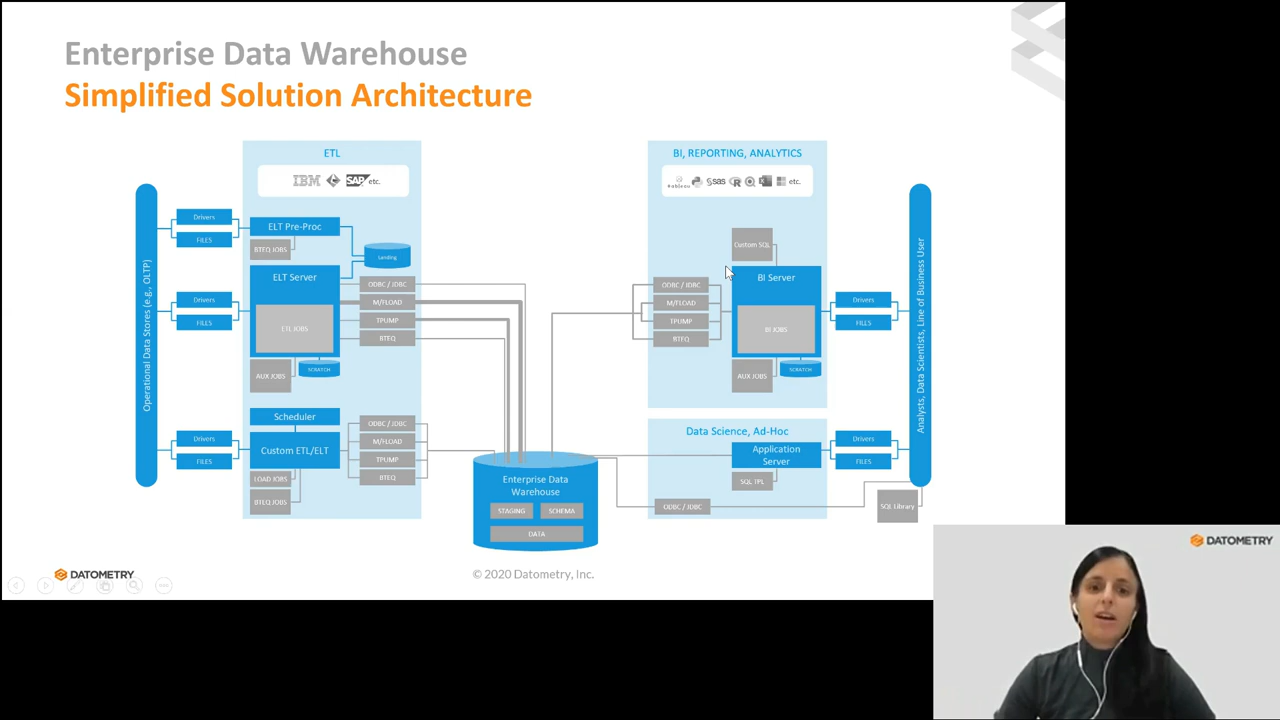 Enterprise Data Warehouse
Simplified Solution Architecture
ETL
IBM SAP etc.
Operational Data Stores (e.g., OLTP)
Drivers
FILES
ELT Pre-Proc
BTEQ JOBS
Landing
Drivers
FILES
ELT Server
ETL JOBS
AUX JOBS
SCRATCH
ODBC / JDBC
M/FLOAD
TPUMP
BTEQ
Drivers
FILES
Scheduler
Custom ETL/ELT
LOAD JOBS
BTEQ JOBS
ODBC / JDBC
M/FLOAD
TPUMP
BTEQ
Enterprise Data
Warehouse
STAGING
SCHEMA
DATA
BI, REPORTING, ANALYTICS
+ableau sas R etc.
Custom SQL
ODBC / JDBC
M/FLOAD
TPUMP
BTEQ
BI Server
BI JOBS
AUX JOBS
SCRATCH
Drivers
FILES
Data Science, Ad-Hoc
Application
Server
SQL TPL
ODBC / JDBC
Drivers
FILES
SQL Library
Analysts, Data Scientists, Line of Business User
DATOMETRY
© 2020 Datometry, Inc.
DATOMETRY